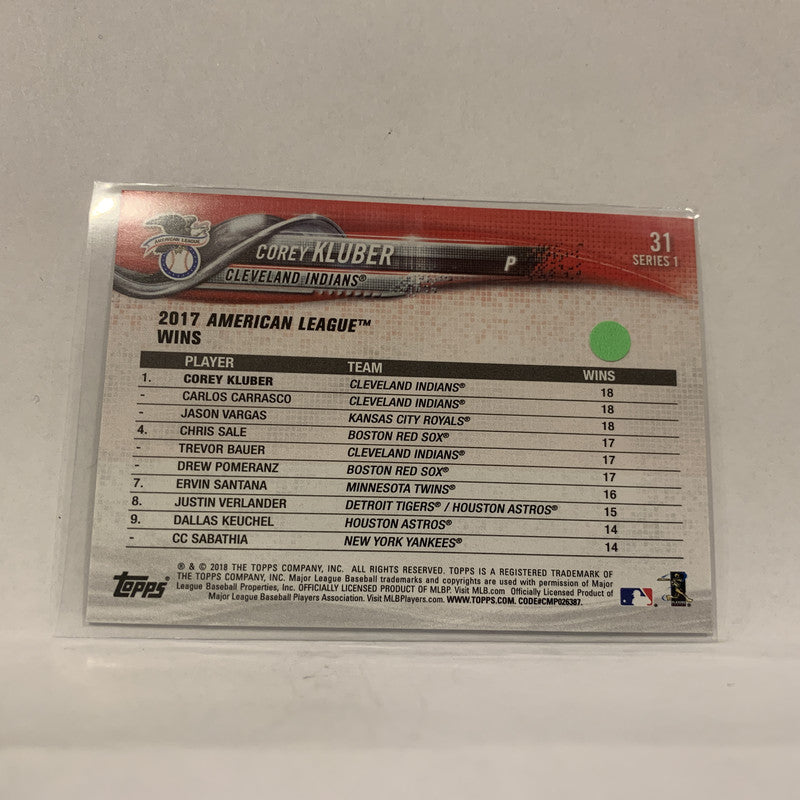 AMERICAN LEAGUE
COREY KLUBER P
CLEVELAND INDIANS®
31
SERIES 1
2017 AMERICAN LEAGUE™
WINS
PLAYER TEAM WINS
1. COREY KLUBER CLEVELAND INDIANS® 18
- CARLOS CARRASCO CLEVELAND INDIANS® 18
- JASON VARGAS KANSAS CITY ROYALS® 18
4. CHRIS SALE BOSTON RED SOX® 17
- TREVOR BAUER CLEVELAND INDIANS® 17
- DREW POMERANZ BOSTON RED SOX® 17
7. ERVIN SANTANA MINNESOTA TWINS® 16
8. JUSTIN VERLANDER DETROIT TIGERS® / HOUSTON ASTROS® 15
9. DALLAS KEUCHEL HOUSTON ASTROS® 14
- CC SABATHIA NEW YORK YANKEES® 14
topps®
® & © 2018 THE TOPPS COMPANY, INC. ALL RIGHTS RESERVED. TOPPS IS A REGISTERED TRADEMARK OF
THE TOPPS COMPANY, INC. Major League Baseball trademarks and copyrights are used with permission of Major
League Baseball Properties, Inc. OFFICIALLY LICENSED PRODUCT OF MLBP. Visit MLB.com. Officially Licensed Product of
Major League Baseball Players Association. Visit MLBPlayers.com. WWW.TOPPS.COM. CODE#CMP026387.